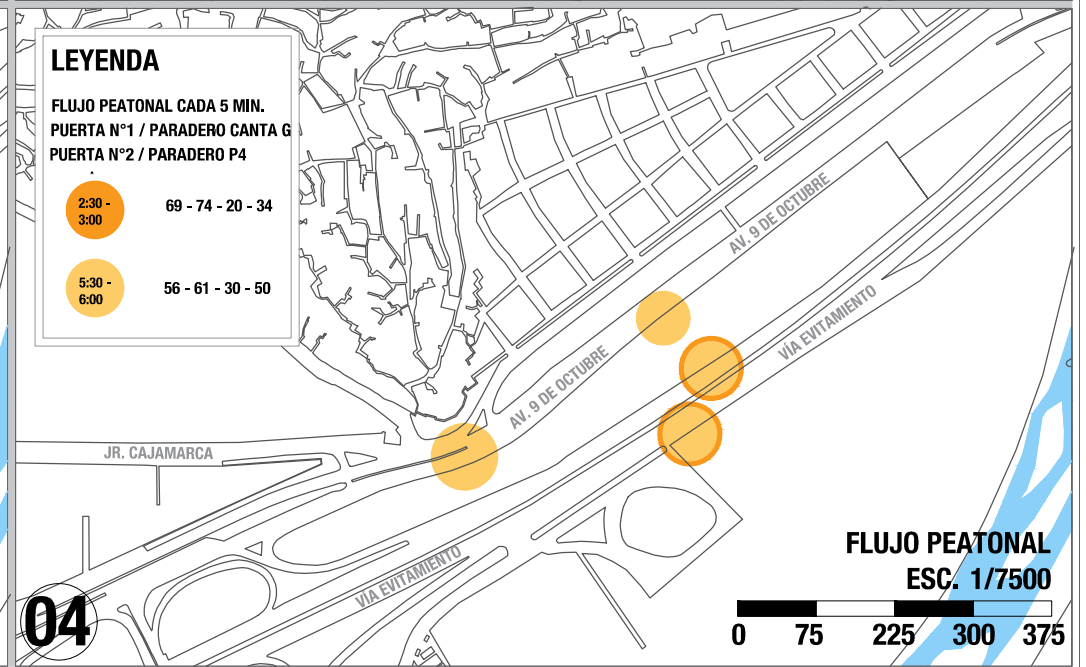 LEYENDA
FLUJO PEATONAL CADA 5 MIN.
PUERTA N°1 / PARADERO CANTA G
PUERTA N°2 / PARADERO P4
2:30 -
3:00
69 - 74 - 20 - 34
5:30 -
6:00
56 - 61 - 30 - 50
AV. 9 DE OCTUBRE
VÍA EVITAMIENTO
AV. 9 DE OCTUBRE
JR. CAJAMARCA
VÍA EVITAMIENTO
FLUJO PEATONAL
ESC. 1/7500
0 75 225 300 375
04